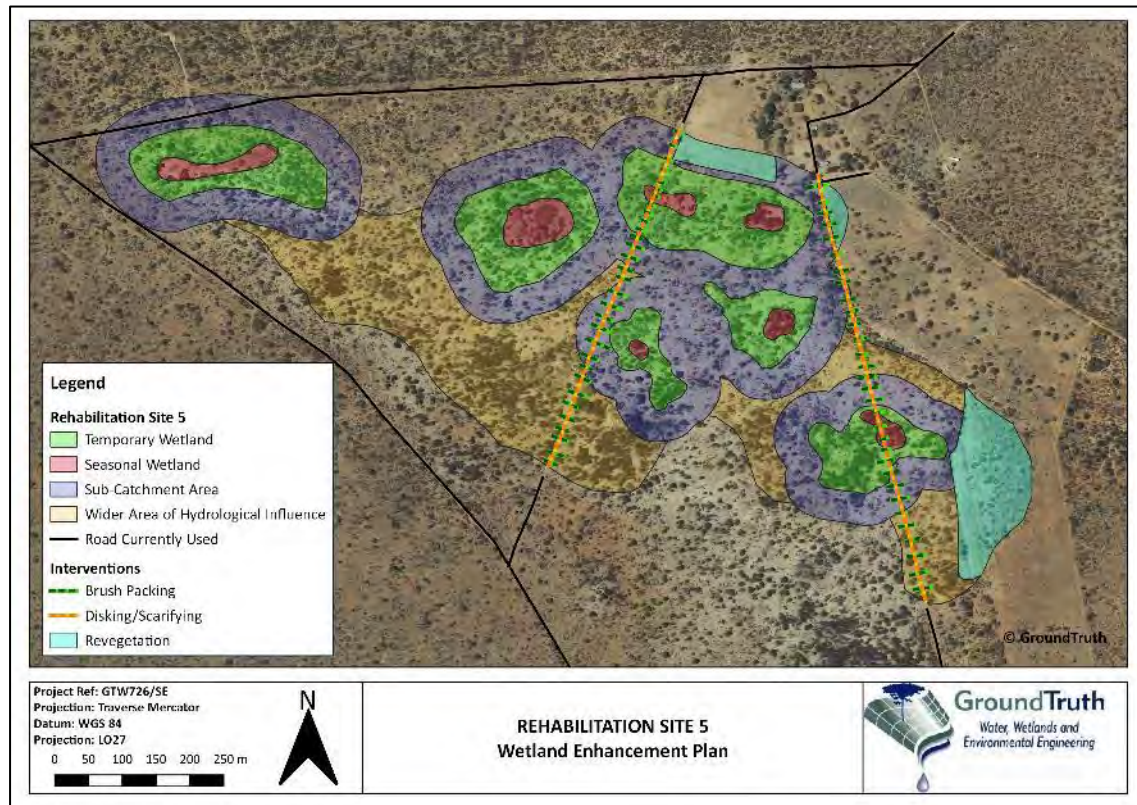 Legend
Rehabilitation Site 5
Temporary Wetland
Seasonal Wetland
Sub-Catchment Area
Wider Area of Hydrological Influence
Road Currently Used
Interventions
Brush Packing
Disking/Scarifying
Revegetation
© GroundTruth
Project Ref: GTW726/SE
Projection: Traverse Mercator
Datum: WGS 84
Projection: LO27
0 50 100 150 200 250 m
N
REHABILITATION SITE 5
Wetland Enhancement Plan
GroundTruth
Water, Wetlands and
Environmental Engineering